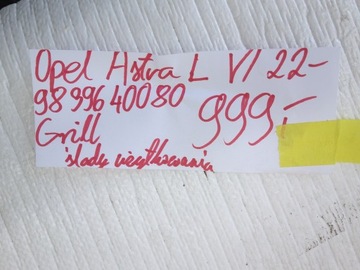 Opel Astra L VI 22-
98 996 400 80 999,-
Grill
ślady użytkowania